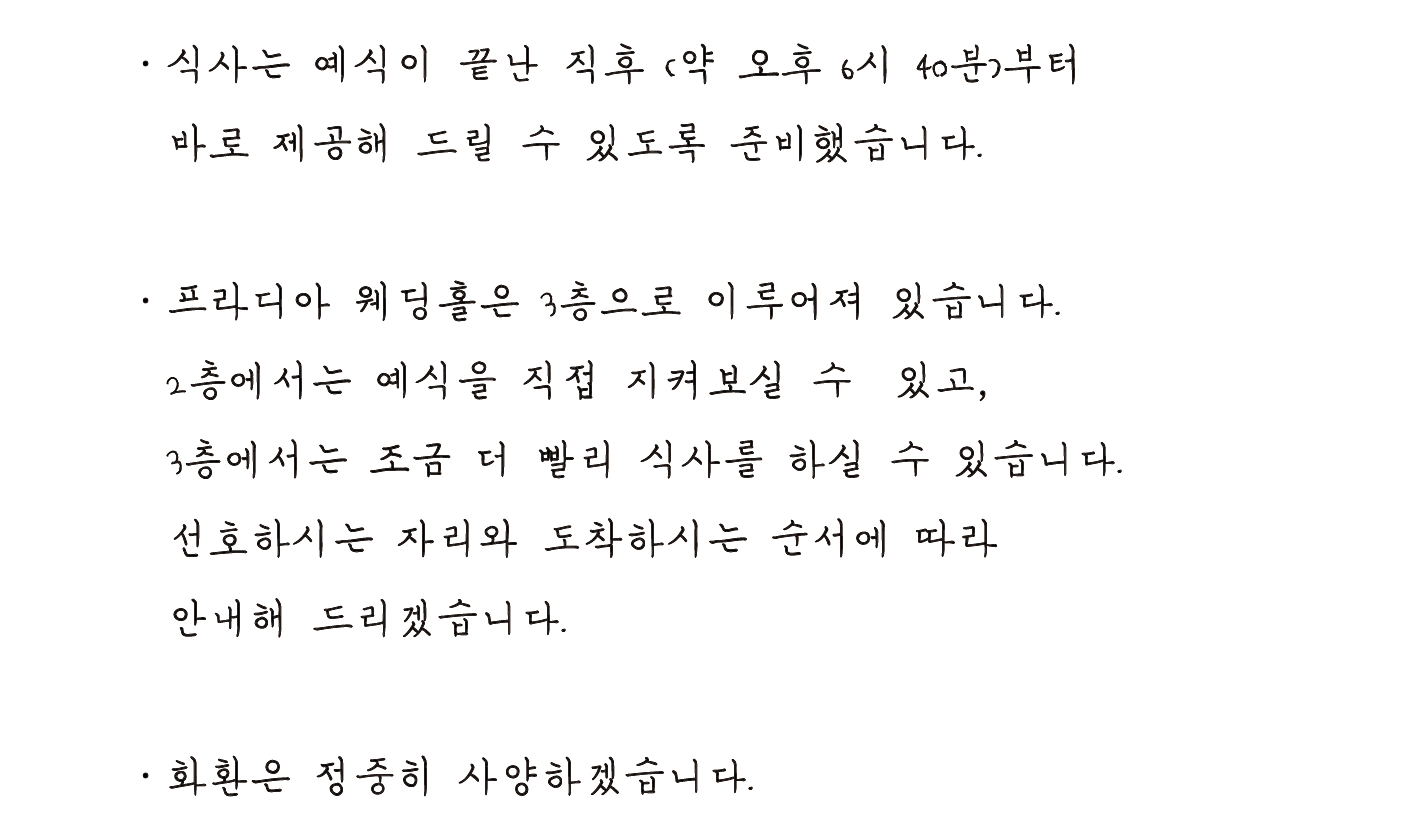 · 식사는 예식이 끝난 직후 (약 오후 6시 40분)부터
바로 제공해 드릴 수 있도록 준비했습니다.
· 프라디아 웨딩홀은 3층으로 이루어져 있습니다.
2층에서는 예식을 직접 지켜보실 수 있고,
3층에서는 조금 더 빨리 식사를 하실 수 있습니다.
선호하시는 자리와 도착하시는 순서에 따라
안내해 드리겠습니다.
· 화환은 정중히 사양하겠습니다.